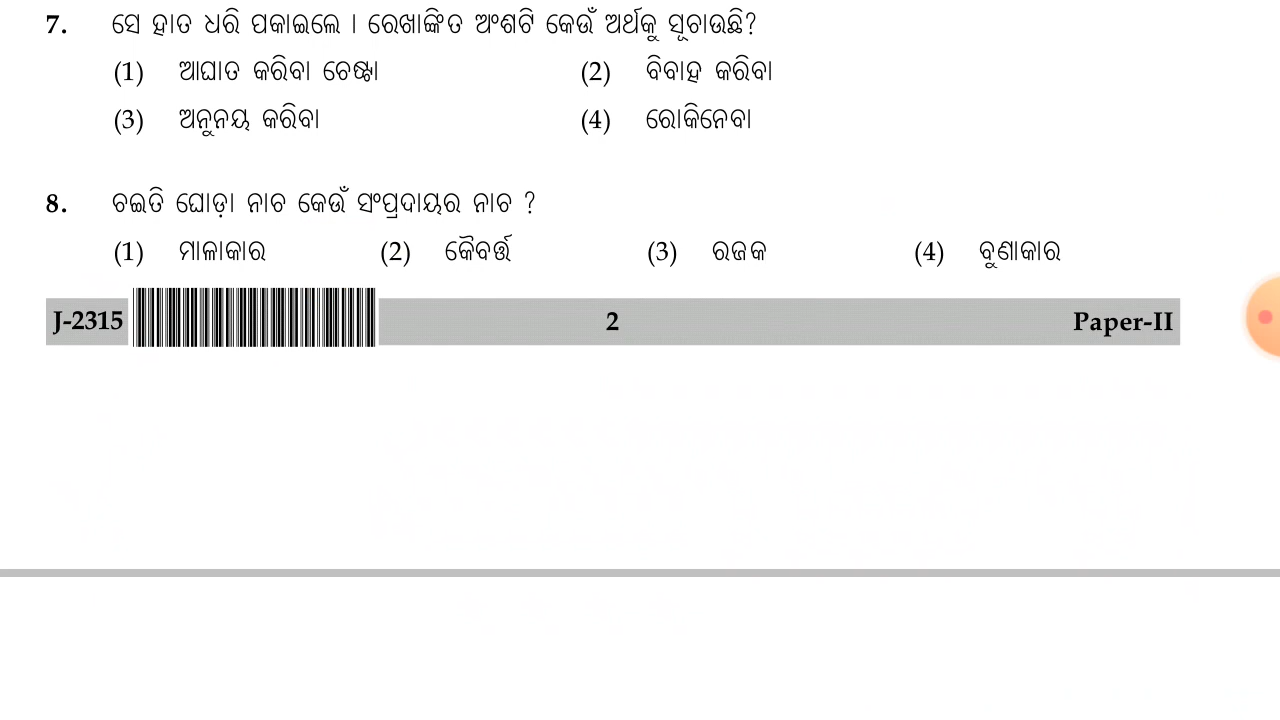 7. ସେ ହାତ ଧରି ପକାଇଲେ । ରେଖାଙ୍କିତ ଅଂଶଟି କେଉଁ ଅର୍ଥକୁ ସୂଚାଉଛି?
(1) ଆଘାତ କରିବା ଚେଷ୍ଟା (2) ବିବାହ କରିବା
(3) ଅନୁନୟ କରିବା (4) ରୋକିନେବା
8. ଚଇତି ଘୋଡ଼ା ନାଚ କେଉଁ ସଂପ୍ରଦାୟର ନାଚ ?
(1) ମାଳାକାର (2) କୈବର୍ତ୍ତ (3) ରଜକ (4) ବୁଣାକାର
J-2315 2 Paper-II